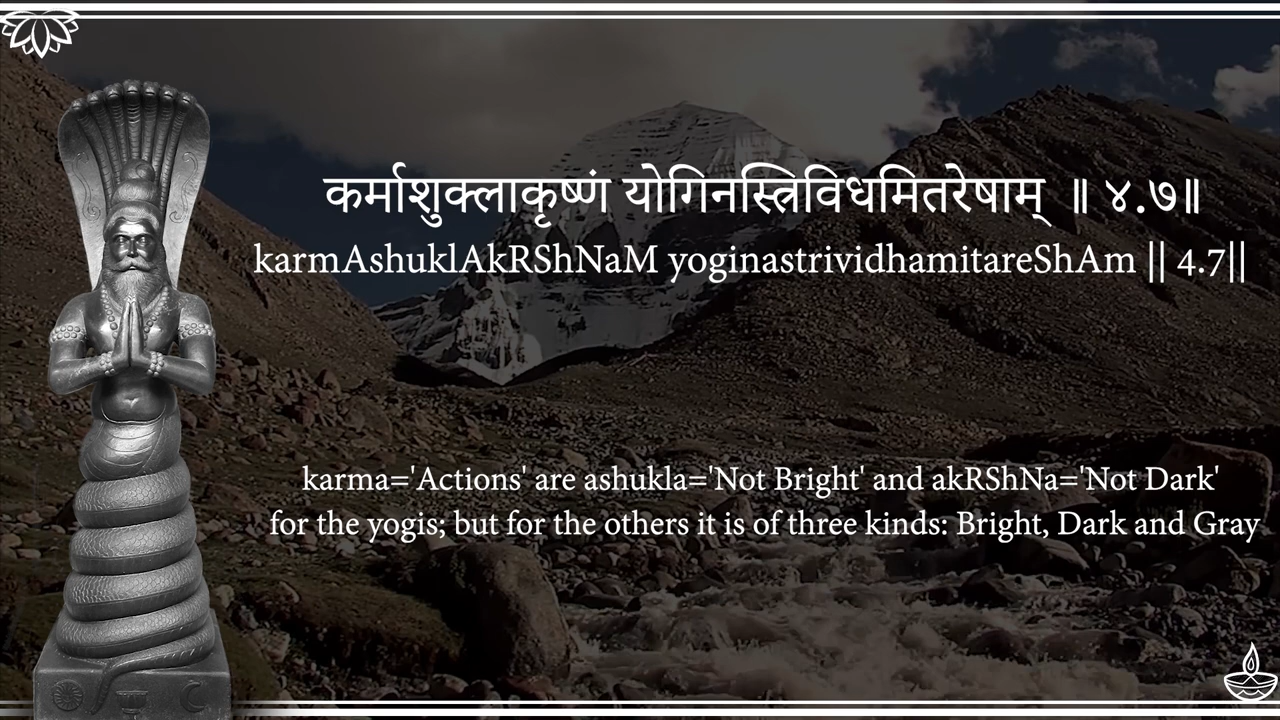 कर्माशुक्लाकृष्णं योगिनस्त्रिविधमितरेषाम् ॥ ४.७॥
karmAshuklAkRShNaM yoginastrividhamitareShAm || 4.7||
karma='Actions' are ashukla='Not Bright' and akRShNa='Not Dark'
for the yogis; but for the others it is of three kinds: Bright, Dark and Gray